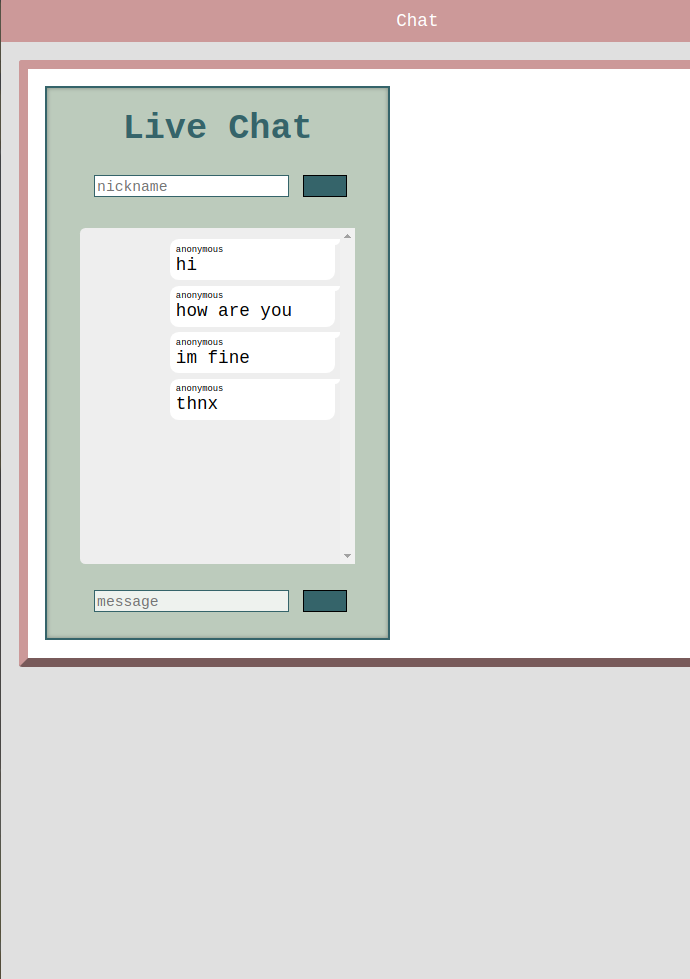 Chat
Live Chat
nickname
anonymous
hi
anonymous
how are you
anonymous
im fine
anonymous
thnx
message